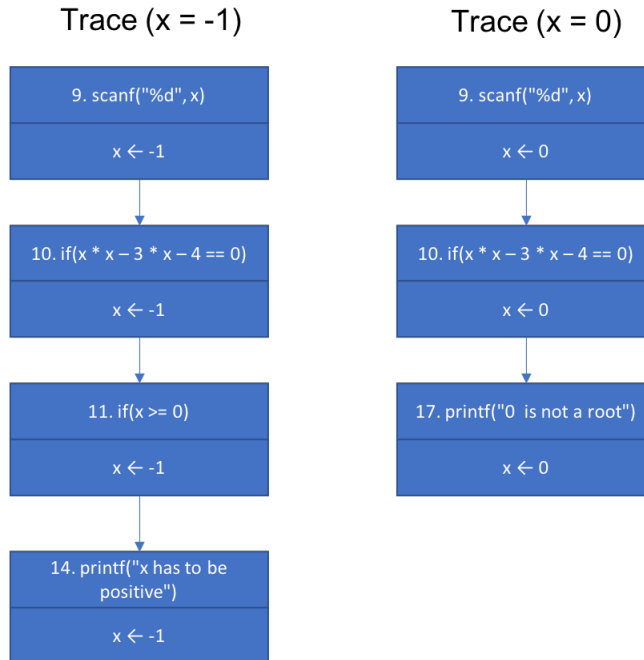 Trace (x = -1)
9. scanf("%d", x)
x ← -1
10. if(x * x – 3 * x – 4 == 0)
x ← -1
11. if(x >= 0)
x ← -1
14. printf("x has to be
positive")
x ← -1
Trace (x = 0)
9. scanf("%d", x)
x ← 0
10. if(x * x – 3 * x – 4 == 0)
x ← 0
17. printf("0  is not a root")
x ← 0